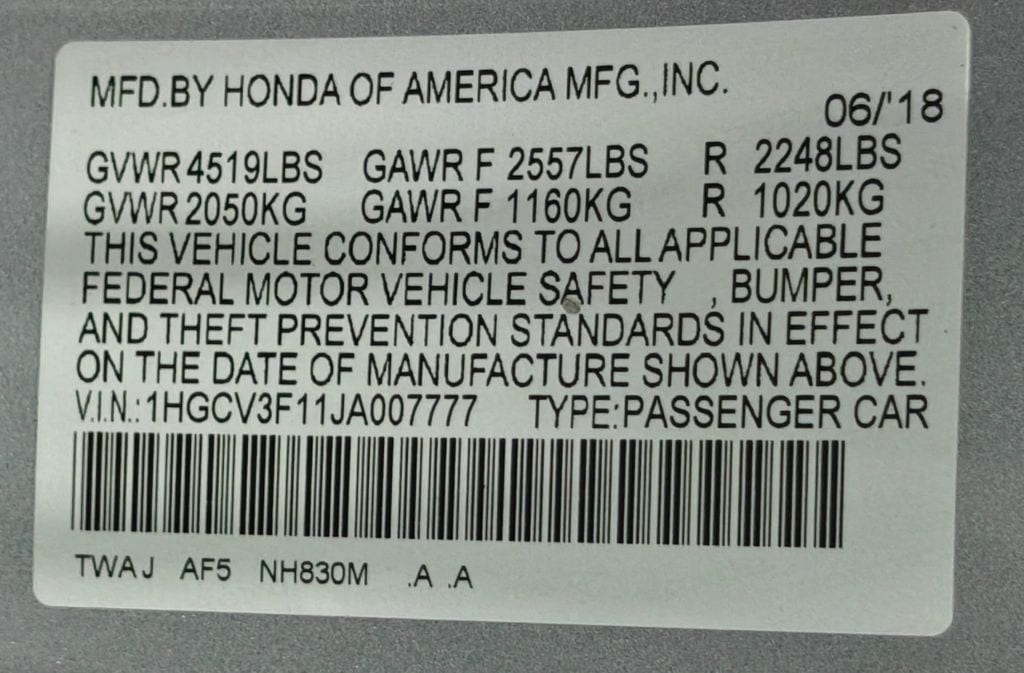 MFD.BY HONDA OF AMERICA MFG.,INC.
06/'18
GVWR 4519LBS GAWR F 2557LBS R 2248LBS
GVWR 2050KG GAWR F 1160KG R 1020KG
THIS VEHICLE CONFORMS TO ALL APPLICABLE
FEDERAL MOTOR VEHICLE SAFETY , BUMPER,
AND THEFT PREVENTION STANDARDS IN EFFECT
ON THE DATE OF MANUFACTURE SHOWN ABOVE.
V.I.N.:1HGCV3F11JA007777 TYPE:PASSENGER CAR
TWAJ AF5 NH830M .A .A